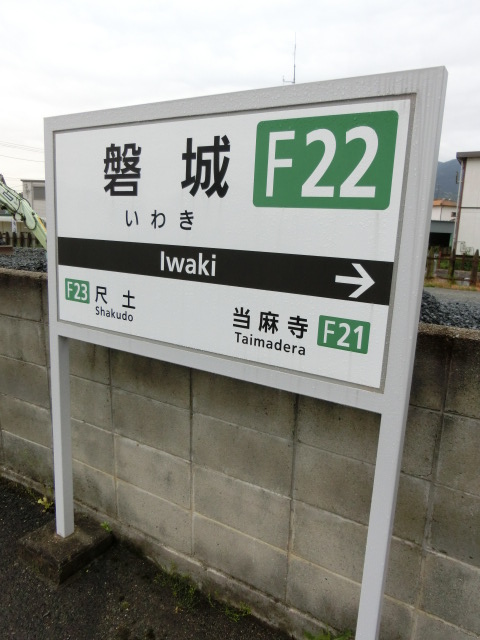 磐城 F22
いわき
Iwaki →
F23 尺土
Shakudo
当麻寺 F21
Taimadera